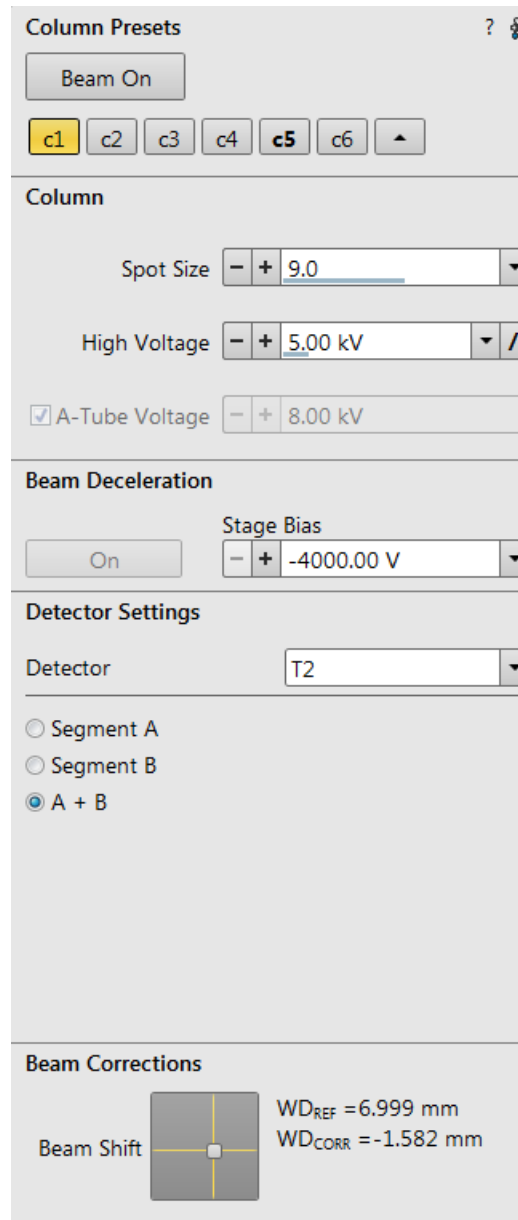 Column Presets ?
Beam On
c1 c2 c3 c4 c5 c6
Column
Spot Size - + 9.0
High Voltage - + 5.00 kV /
A-Tube Voltage - + 8.00 kV
Beam Deceleration
Stage Bias
On - + -4000.00 V
Detector Settings
Detector T2
Segment A
Segment B
A + B
Beam Corrections
WDREF =6.999 mm
Beam Shift WDCORR =-1.582 mm